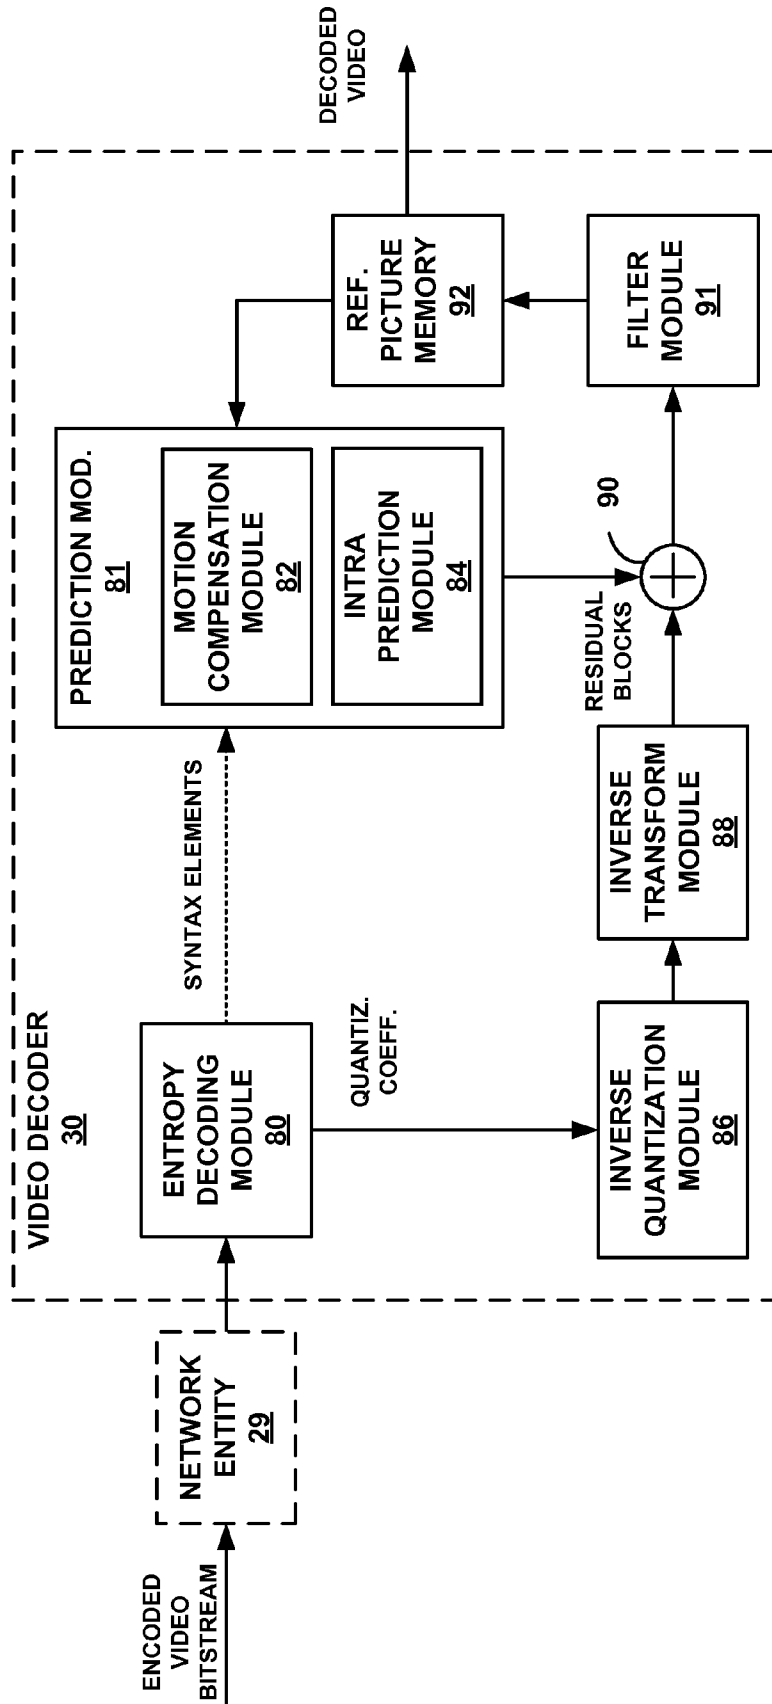 ENCODED
VIDEO
BITSTREAM
NETWORK
ENTITY
29
VIDEO DECODER
30
ENTROPY
DECODING
MODULE
80
SYNTAX ELEMENTS
QUANTIZ.
COEFF.
PREDICTION MOD.
81
MOTION
COMPENSATION
MODULE
82
INTRA
PREDICTION
MODULE
84
INVERSE
QUANTIZATION
MODULE
86
INVERSE
TRANSFORM
MODULE
88
RESIDUAL
BLOCKS
90
FILTER
MODULE
91
REF.
PICTURE
MEMORY
92
DECODED
VIDEO